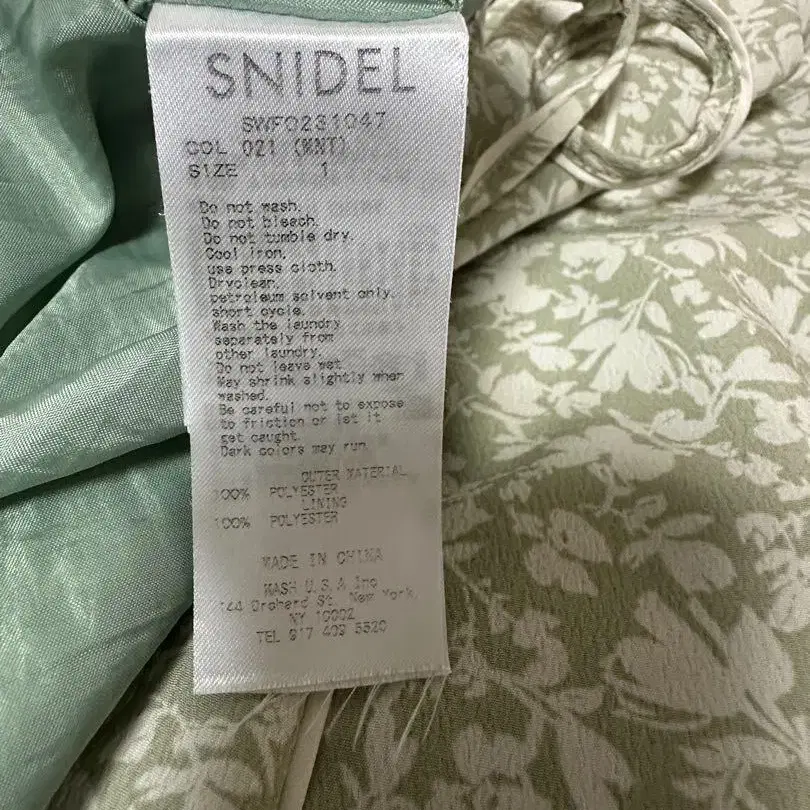 SNIDEL
SWFO231047
COL 021 (MNT)
SIZE 1
Do not wash.
Do not bleach.
Do not tumble dry.
Cool iron.
use press cloth.
Dryclean.
petroleum solvent only.
short cycle.
Wash the laundry
separately from
other laundry.
Do not leave wet
May shrink slightly when
washed.
Be careful not to expose
to friction or let it
get caught.
Dark colors may run
OUTER MATERIAL
100% POLYESTER
LINING
100% POLYESTER
MADE IN CHINA
MASH U.S.A Inc
144 Orchard St. New York,
NY 10002
TEL 917 409 5520